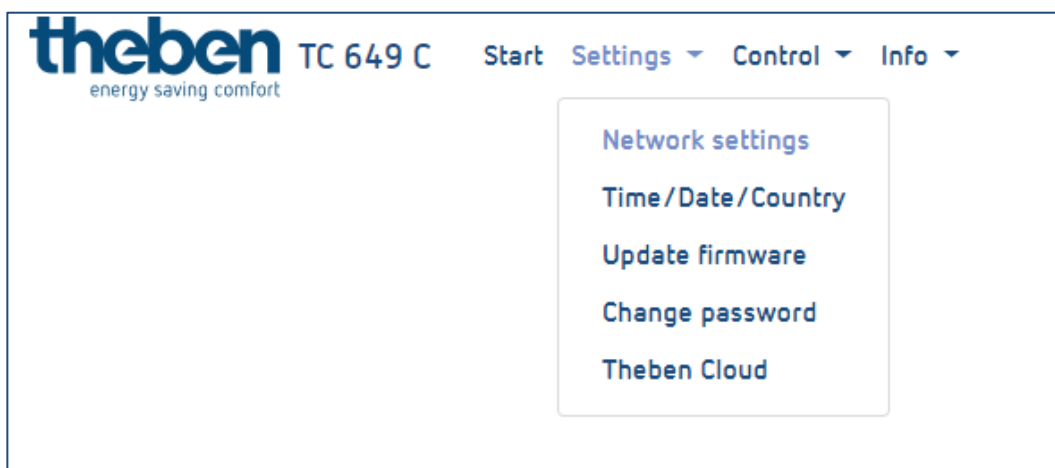 theben
energy saving comfort
TC 649 C Start Settings Control Info
Network settings
Time/Date/Country
Update firmware
Change password
Theben Cloud